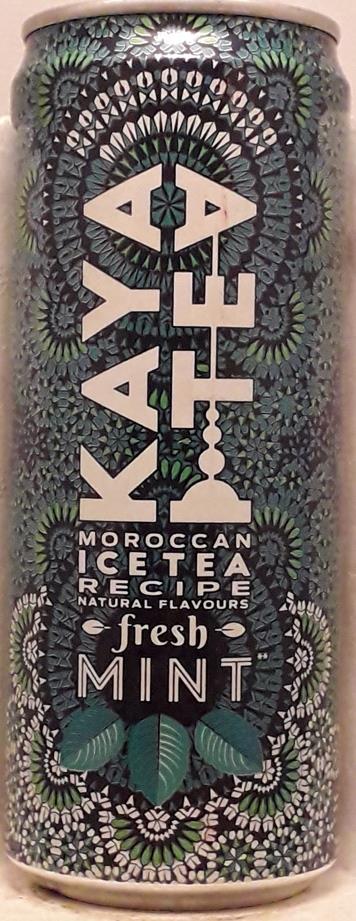 KAYA
TEA
MOROCCAN
ICE TEA
RECIPE
NATURAL FLAVOURS
fresh
MINT**